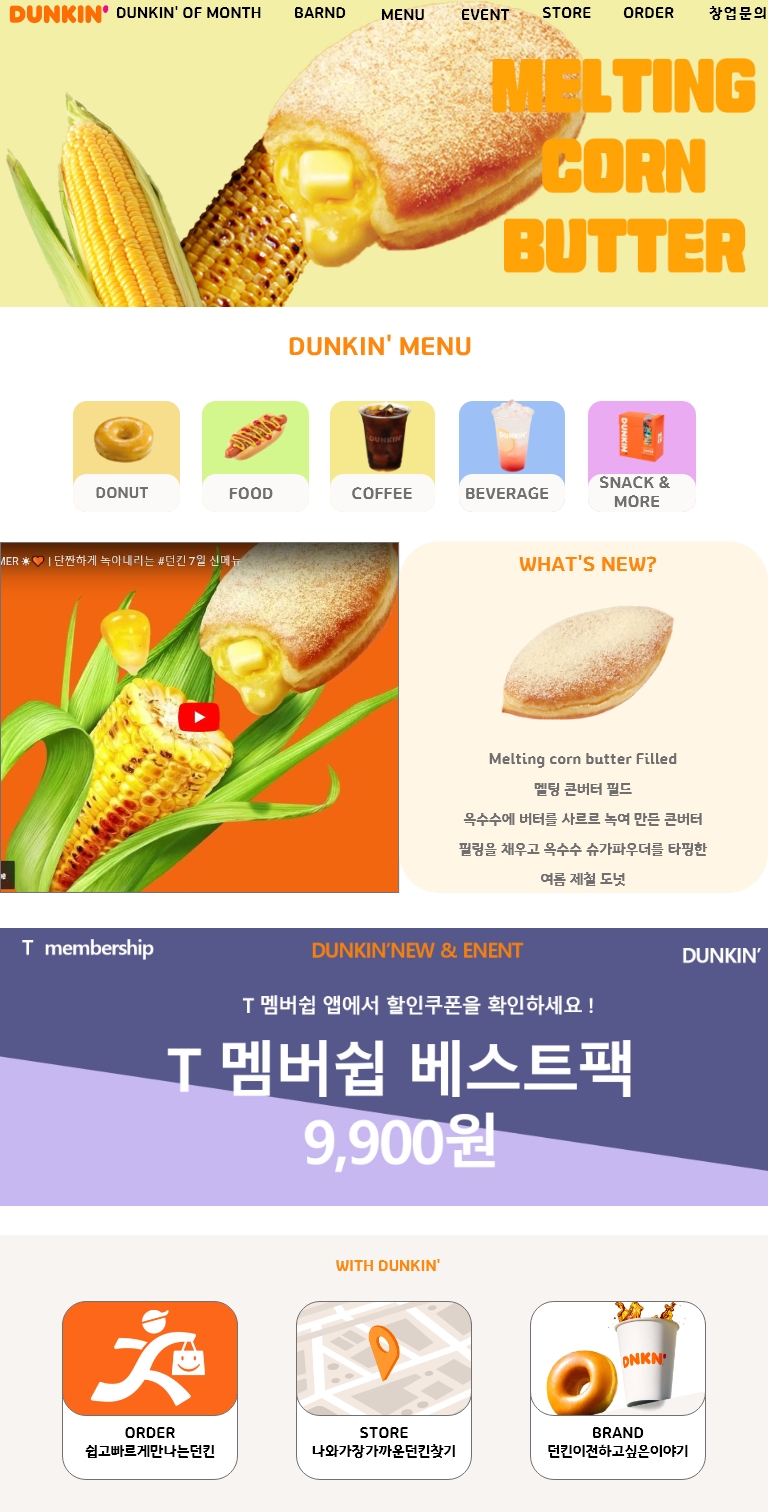 DUNKIN' DUNKIN' OF MONTH BARND MENU EVENT STORE ORDER 창업문의
MELTING
CORN
BUTTER
DUNKIN' MENU
DONUT FOOD COFFEE BEVERAGE SNACK &
MORE
MER ☀🧡 | 단짠하게 녹아내리는 #던킨 7월 신메뉴
WHAT'S NEW?
Melting corn butter Filled
멜팅 콘버터 필드
옥수수에 버터를 사르르 녹여 만든 콘버터
필링을 채우고 옥수수 슈가파우더를 타핑한
여름 제철 도넛
T membership DUNKIN'NEW & ENENT DUNKIN'
T 멤버쉽 앱에서 할인쿠폰을 확인하세요 !
T 멤버쉽 베스트팩
9,900원
WITH DUNKIN'
DNKN'
ORDER
쉽고빠르게만나는던킨
STORE
나와가장가까운던킨찾기
BRAND
던킨이전하고싶은이야기